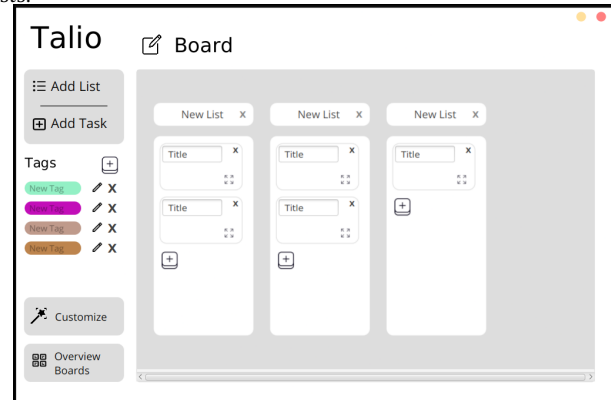 sts.
Talio
Board
Add List
Add Task
Tags
New Tag X
New Tag X
New Tag X
New Tag X
Customize
Overview
Boards
New List X
New List X
New List X
Title X
Title X
Title X
Title X
Title X